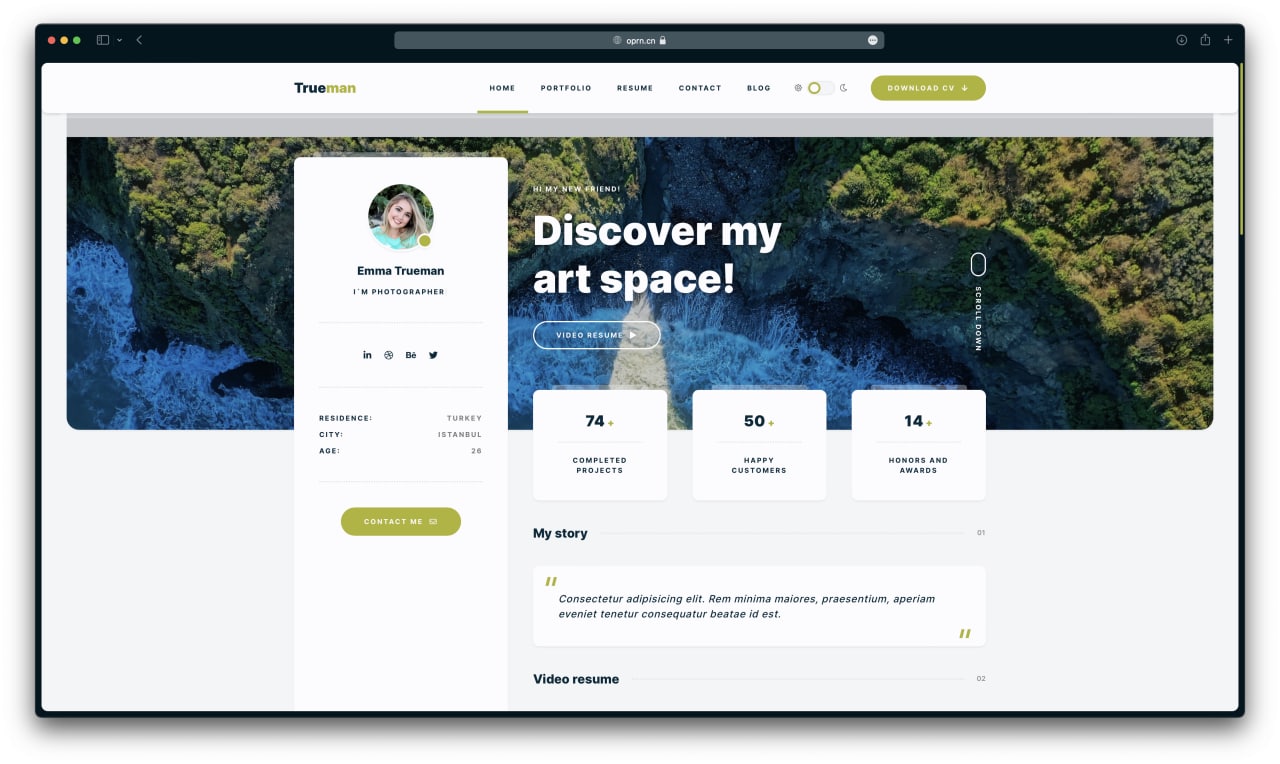 oprn.cn
Trueman
HOME PORTFOLIO RESUME CONTACT BLOG
DOWNLOAD CV
Emma Trueman
I`M PHOTOGRAPHER
in Bē
RESIDENCE: TURKEY
CITY: ISTANBUL
AGE: 26
CONTACT ME
HI MY NEW FRIEND!
Discover my
art space!
VIDEO RESUME
SCROLL DOWN
74 +
COMPLETED
PROJECTS
50 +
HAPPY
CUSTOMERS
14 +
HONORS AND
AWARDS
My story 01
"
Consectetur adipisicing elit. Rem minima maiores, praesentium, aperiam
eveniet tenetur consequatur beatae id est.
"
Video resume 02